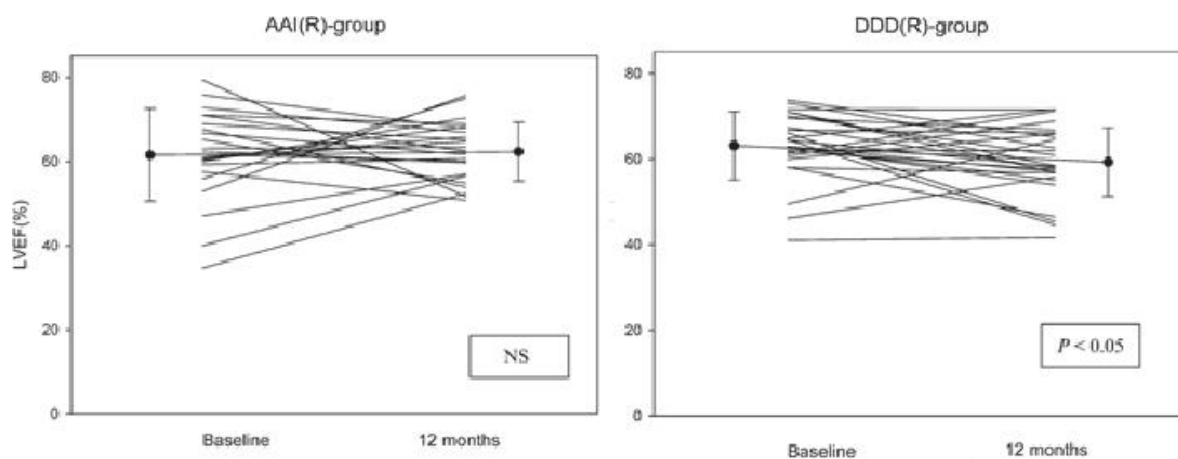 AAI(R)-group
80
60
40
20
0
LVEF(%)
NS
Baseline 12 months
DDD(R)-group
80
60
40
20
0
P < 0.05
Baseline 12 months